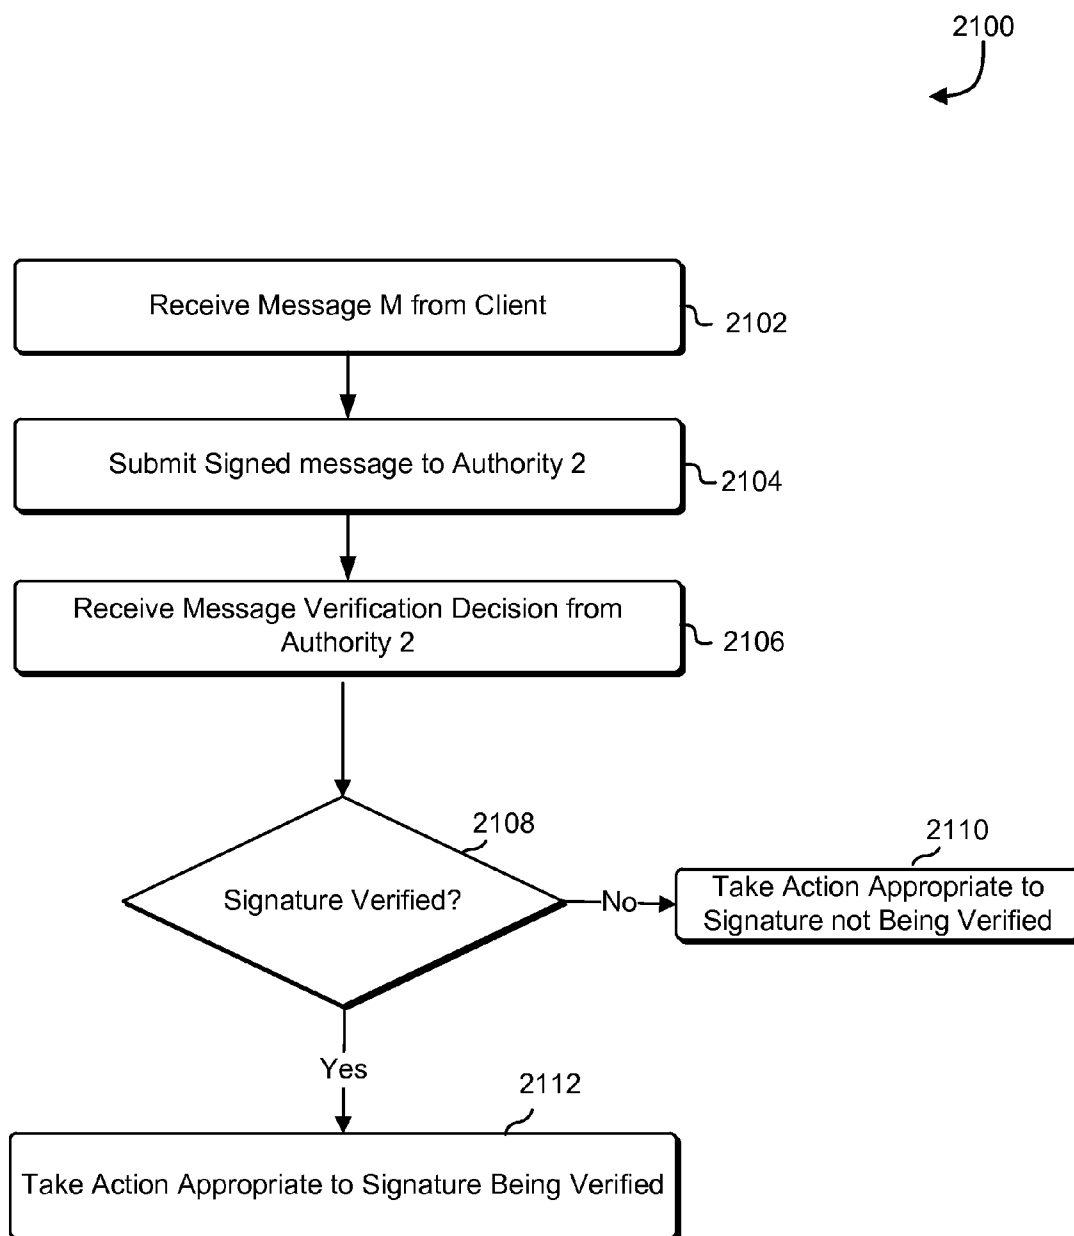 2100
Receive Message M from Client
2102
Submit Signed message to Authority 2
2104
Receive Message Verification Decision from
Authority 2
2106
2108
Signature Verified?
No
2110
Take Action Appropriate to
Signature not Being Verified
Yes
2112
Take Action Appropriate to Signature Being Verified